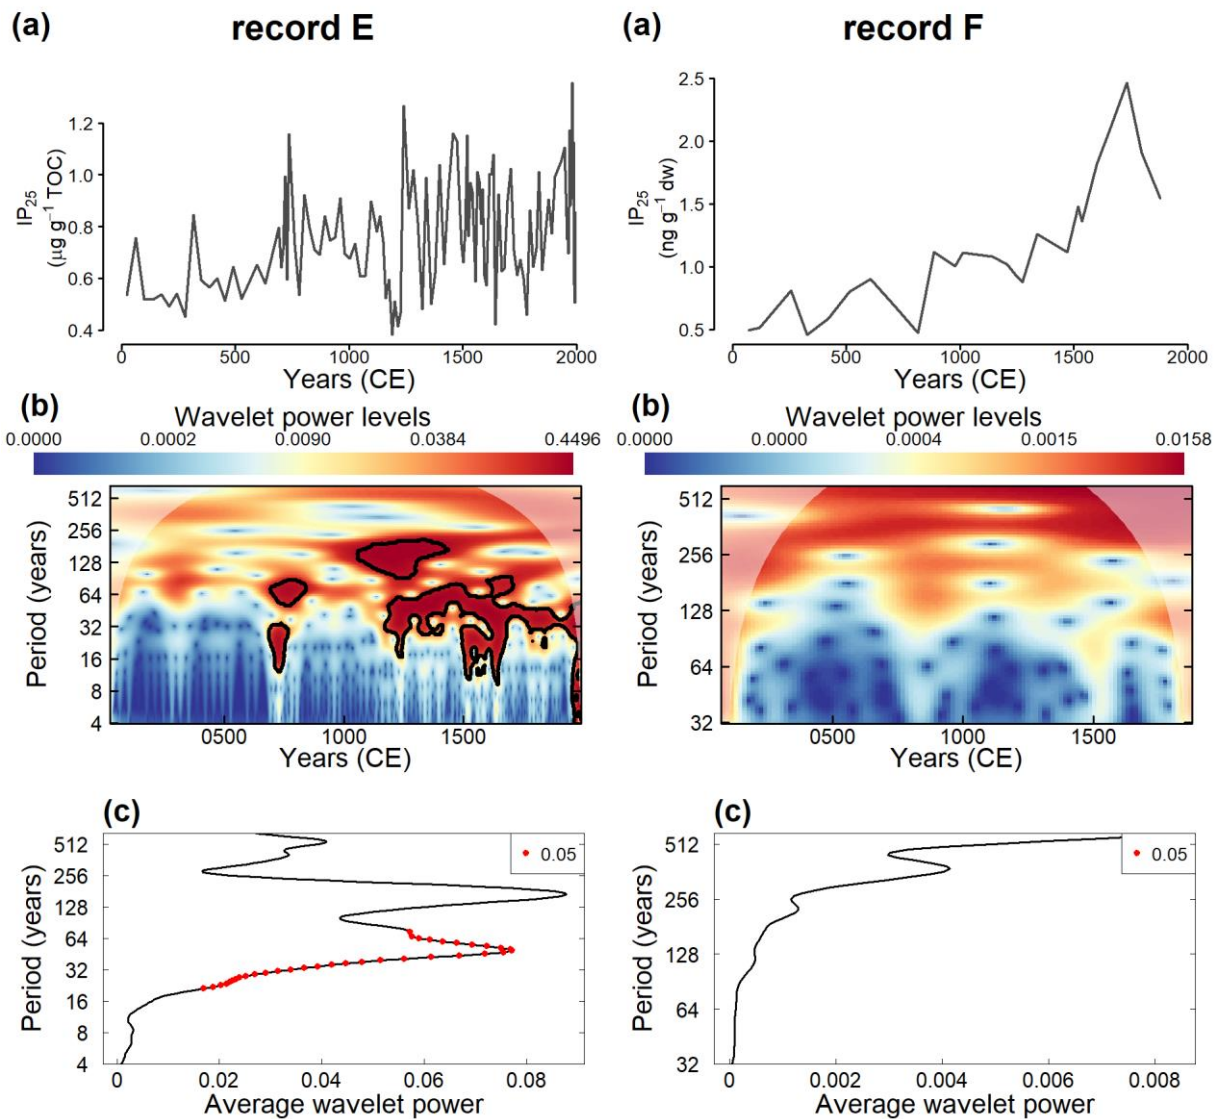 (a) record E
IP25
(µg g−1 TOC)
1.2
1.0
0.8
0.6
0.4
0 500 1000 1500 2000
Years (CE)
(a) record F
IP25
(ng g−1 dw)
2.5
2.0
1.5
1.0
0.5
0 500 1000 1500 2000
Years (CE)
(b)
Wavelet power levels
0.0000 0.0002 0.0090 0.0384 0.4496
Period (years)
512
256
128
64
32
16
8
4
0500 1000 1500
Years (CE)
(b)
Wavelet power levels
0.0000 0.0000 0.0004 0.0015 0.0158
Period (years)
512
256
128
64
32
0500 1000 1500
Years (CE)
(c)
0.05
Period (years)
512
256
128
64
32
16
8
4
0 0.02 0.04 0.06 0.08
Average wavelet power
(c)
0.05
Period (years)
512
256
128
64
32
0 0.002 0.004 0.006 0.008
Average wavelet power